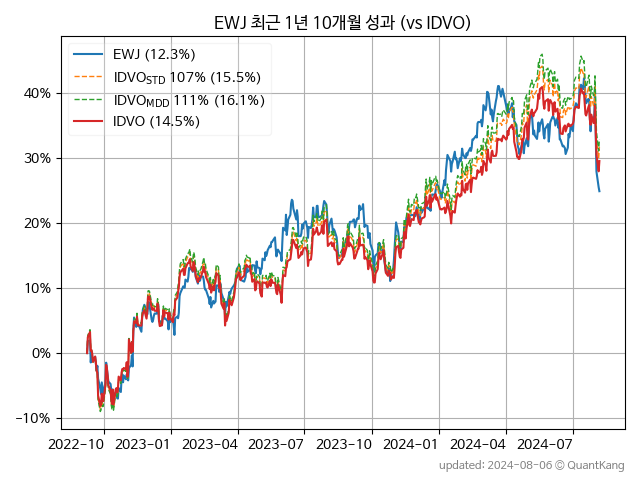 EWJ 최근 1년 10개월 성과 (vs IDVO)
EWJ (12.3%)
IDVO_STD 107% (15.5%)
IDVO_MDD 111% (16.1%)
IDVO (14.5%)
40%
30%
20%
10%
0%
−10%
2022−10 2023−01 2023−04 2023−07 2023−10 2024−01 2024−04 2024−07
updated: 2024-08-06 © QuantKang